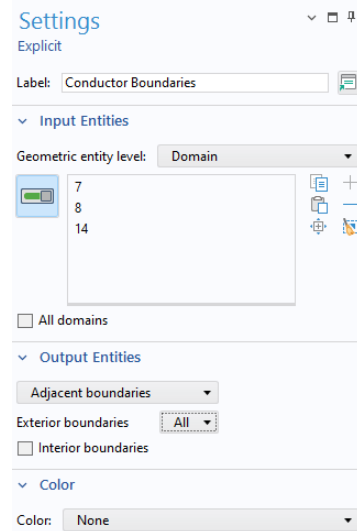 Settings
Explicit
Label: Conductor Boundaries
Input Entities
Geometric entity level: Domain
7
8
14
All domains
Output Entities
Adjacent boundaries
Exterior boundaries All
Interior boundaries
Color
Color: None